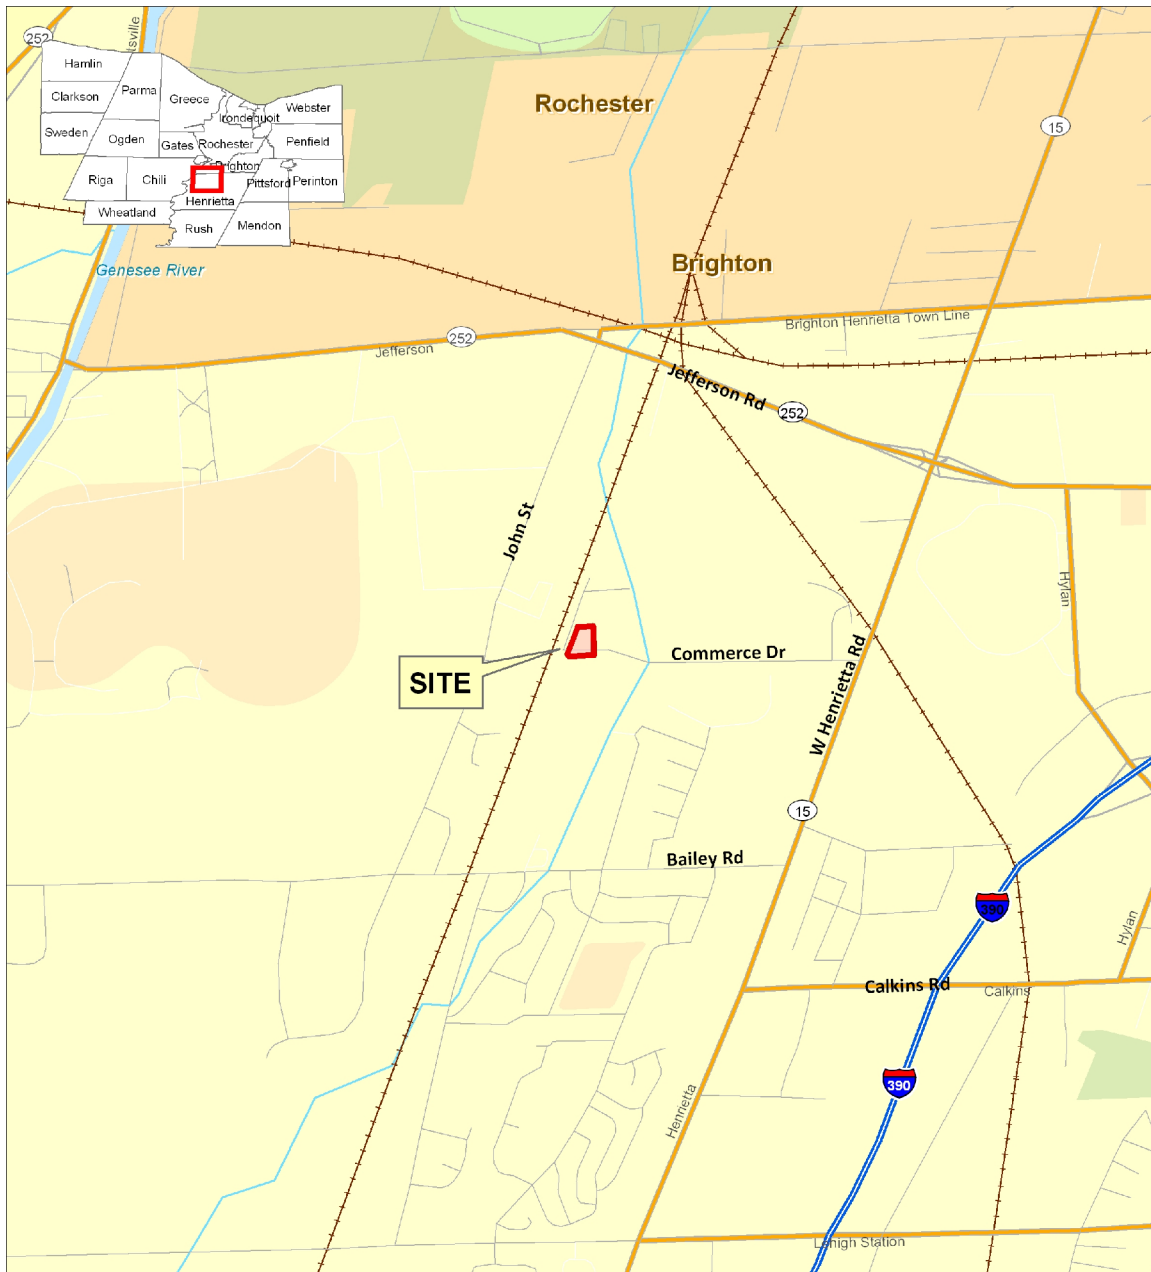 252
tsville
Hamlin
Parma
Greece
Webster
Clarkson
Irondequoit
Sweden
Ogden
Gates
Rochester
Penfield
Brighton
Riga
Chili
Pittsford
Perinton
Henrietta
Wheatland
Rush
Mendon
Genesee River
Rochester
15
Brighton
Brighton Henrietta Town Line
Jefferson
252
Jefferson Rd
252
John St
Hylan
Commerce Dr
SITE
W Henrietta Rd
15
Bailey Rd
390
Hylan
Calkins Rd
Calkins
390
Henrietta
Lehigh Station